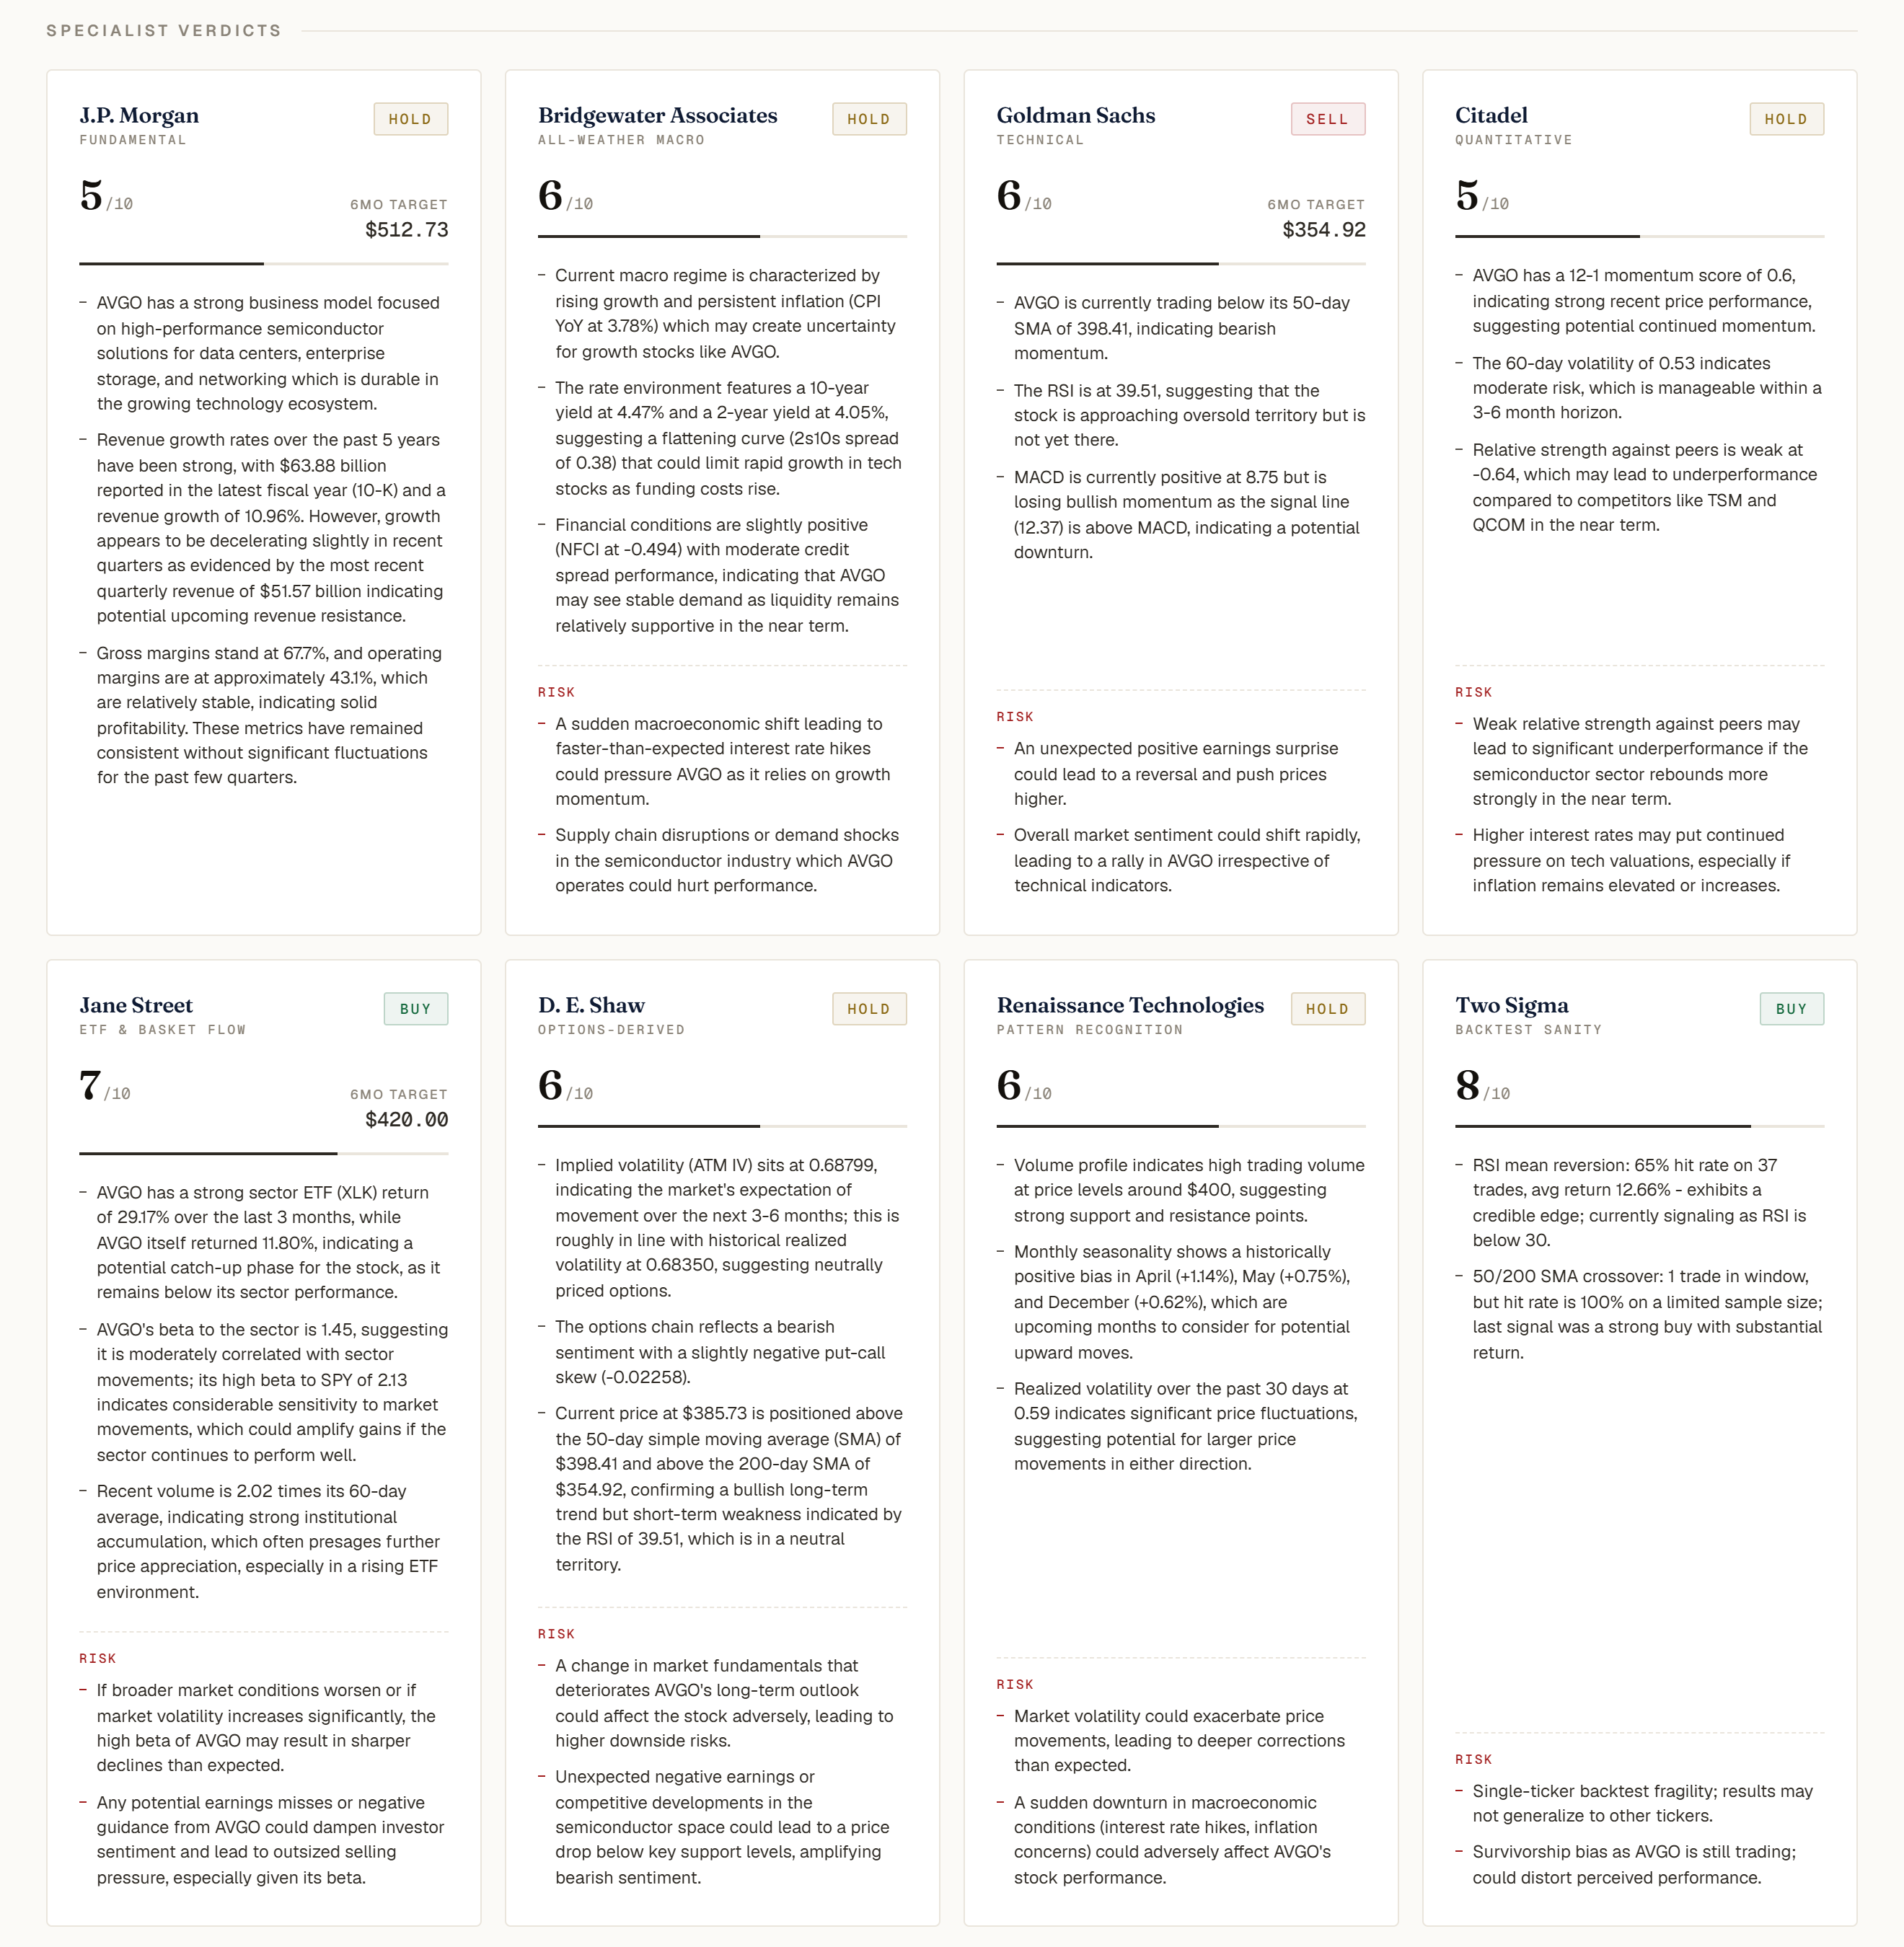 SPECIALIST VERDICTS
J.P. Morgan
HOLD
FUNDAMENTAL
5/10
6MO TARGET
$512.73
– AVGO has a strong business model focused
on high-performance semiconductor
solutions for data centers, enterprise
storage, and networking which is durable in
the growing technology ecosystem.
– Revenue growth rates over the past 5 years
have been strong, with $63.88 billion
reported in the latest fiscal year (10-K) and a
revenue growth of 10.96%. However, growth
appears to be decelerating slightly in recent
quarters as evidenced by the most recent
quarterly revenue of $51.57 billion indicating
potential upcoming revenue resistance.
– Gross margins stand at 67.7%, and operating
margins are at approximately 43.1%, which
are relatively stable, indicating solid
profitability. These metrics have remained
consistent without significant fluctuations
for the past few quarters.
Bridgewater Associates
HOLD
ALL-WEATHER MACRO
6/10
– Current macro regime is characterized by
rising growth and persistent inflation (CPI
YoY at 3.78%) which may create uncertainty
for growth stocks like AVGO.
– The rate environment features a 10-year
yield at 4.47% and a 2-year yield at 4.05%,
suggesting a flattening curve (2s10s spread
of 0.38) that could limit rapid growth in tech
stocks as funding costs rise.
– Financial conditions are slightly positive
(NFCI at -0.494) with moderate credit
spread performance, indicating that AVGO
may see stable demand as liquidity remains
relatively supportive in the near term.
RISK
– A sudden macroeconomic shift leading to
faster-than-expected interest rate hikes
could pressure AVGO as it relies on growth
momentum.
– Supply chain disruptions or demand shocks
in the semiconductor industry which AVGO
operates could hurt performance.
Goldman Sachs
SELL
TECHNICAL
6/10
6MO TARGET
$354.92
– AVGO is currently trading below its 50-day
SMA of 398.41, indicating bearish
momentum.
– The RSI is at 39.51, suggesting that the
stock is approaching oversold territory but is
not yet there.
– MACD is currently positive at 8.75 but is
losing bullish momentum as the signal line
(12.37) is above MACD, indicating a potential
downturn.
RISK
– An unexpected positive earnings surprise
could lead to a reversal and push prices
higher.
– Overall market sentiment could shift rapidly,
leading to a rally in AVGO irrespective of
technical indicators.
Citadel
HOLD
QUANTITATIVE
5/10
– AVGO has a 12-1 momentum score of 0.6,
indicating strong recent price performance,
suggesting potential continued momentum.
– The 60-day volatility of 0.53 indicates
moderate risk, which is manageable within a
3-6 month horizon.
– Relative strength against peers is weak at
-0.64, which may lead to underperformance
compared to competitors like TSM and
QCOM in the near term.
RISK
– Weak relative strength against peers may
lead to significant underperformance if the
semiconductor sector rebounds more
strongly in the near term.
– Higher interest rates may put continued
pressure on tech valuations, especially if
inflation remains elevated or increases.
Jane Street
BUY
ETF & BASKET FLOW
7/10
6MO TARGET
$420.00
– AVGO has a strong sector ETF (XLK) return
of 29.17% over the last 3 months, while
AVGO itself returned 11.80%, indicating a
potential catch-up phase for the stock, as it
remains below its sector performance.
– AVGO's beta to the sector is 1.45, suggesting
it is moderately correlated with sector
movements; its high beta to SPY of 2.13
indicates considerable sensitivity to market
movements, which could amplify gains if the
sector continues to perform well.
– Recent volume is 2.02 times its 60-day
average, indicating strong institutional
accumulation, which often presages further
price appreciation, especially in a rising ETF
environment.
RISK
– If broader market conditions worsen or if
market volatility increases significantly, the
high beta of AVGO may result in sharper
declines than expected.
– Any potential earnings misses or negative
guidance from AVGO could dampen investor
sentiment and lead to outsized selling
pressure, especially given its beta.
D. E. Shaw
HOLD
OPTIONS-DERIVED
6/10
– Implied volatility (ATM IV) sits at 0.68799,
indicating the market's expectation of
movement over the next 3-6 months; this is
roughly in line with historical realized
volatility at 0.68350, suggesting neutrally
priced options.
– The options chain reflects a bearish
sentiment with a slightly negative put-call
skew (-0.02258).
– Current price at $385.73 is positioned above
the 50-day simple moving average (SMA) of
$398.41 and above the 200-day SMA of
$354.92, confirming a bullish long-term
trend but short-term weakness indicated by
the RSI of 39.51, which is in a neutral
territory.
RISK
– A change in market fundamentals that
deteriorates AVGO's long-term outlook
could affect the stock adversely, leading to
higher downside risks.
– Unexpected negative earnings or
competitive developments in the
semiconductor space could lead to a price
drop below key support levels, amplifying
bearish sentiment.
Renaissance Technologies
HOLD
PATTERN RECOGNITION
6/10
– Volume profile indicates high trading volume
at price levels around $400, suggesting
strong support and resistance points.
– Monthly seasonality shows a historically
positive bias in April (+1.14%), May (+0.75%),
and December (+0.62%), which are
upcoming months to consider for potential
upward moves.
– Realized volatility over the past 30 days at
0.59 indicates significant price fluctuations,
suggesting potential for larger price
movements in either direction.
RISK
– Market volatility could exacerbate price
movements, leading to deeper corrections
than expected.
– A sudden downturn in macroeconomic
conditions (interest rate hikes, inflation
concerns) could adversely affect AVGO's
stock performance.
Two Sigma
BUY
BACKTEST SANITY
8/10
– RSI mean reversion: 65% hit rate on 37
trades, avg return 12.66% - exhibits a
credible edge; currently signaling as RSI is
below 30.
– 50/200 SMA crossover: 1 trade in window,
but hit rate is 100% on a limited sample size;
last signal was a strong buy with substantial
return.
RISK
– Single-ticker backtest fragility; results may
not generalize to other tickers.
– Survivorship bias as AVGO is still trading;
could distort perceived performance.